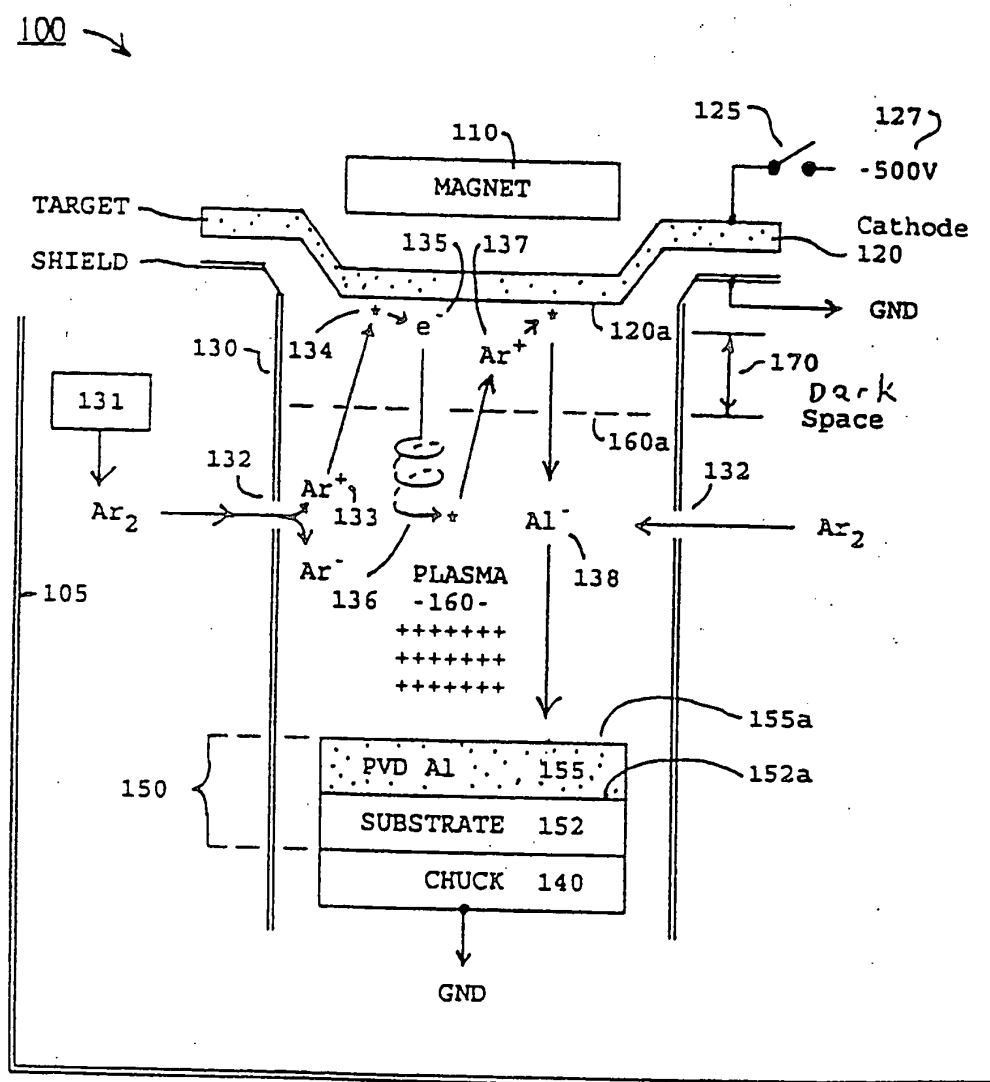 100
125
127
110
-500V
MAGNET
TARGET
135 137
Cathode
120
SHIELD
GND
134
e-
120a
130
Ar+
170
131
Dark
Space
160a
132
132
Ar+
133
Ar2
Al-
Ar2
Ar-
138
136
PLASMA
105
-160-
+++++++
+++++++
+++++++
155a
PVD Al 155
152a
150
SUBSTRATE 152
CHUCK 140
GND